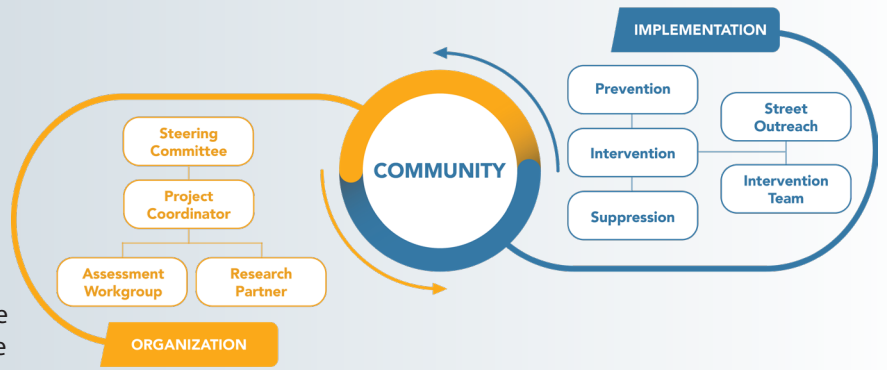 IMPLEMENTATION
Prevention
Street
Outreach
Intervention
Intervention
Team
Suppression
COMMUNITY
Steering
Committee
Project
Coordinator
Assessment
Workgroup
Research
Partner
ORGANIZATION
e
e